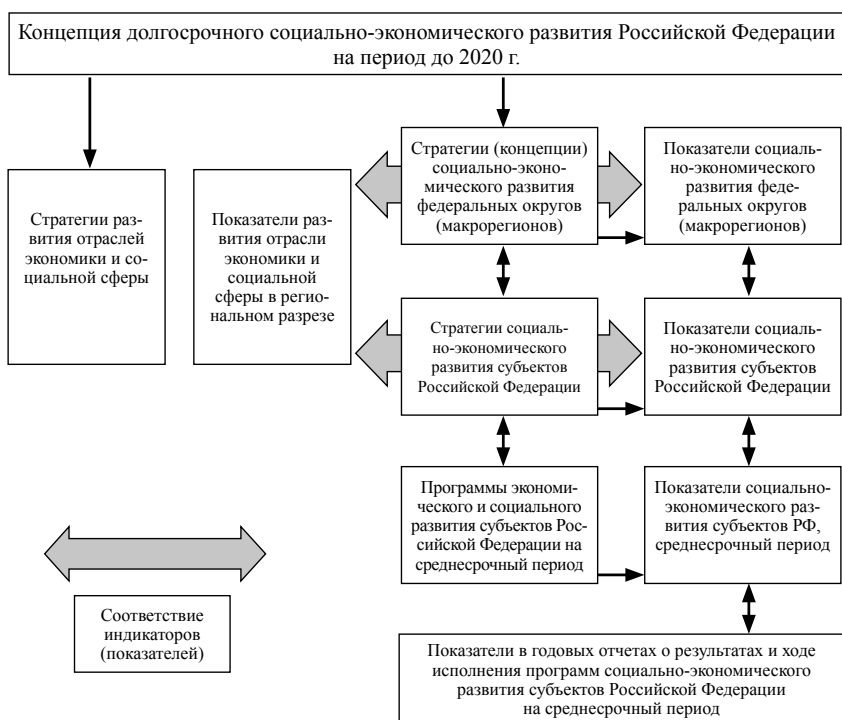 Концепция долгосрочного социально-экономического развития Российской Федерации
на период до 2020 г.
Стратегии раз-
вития отраслей
экономики и со-
циальной сферы
Показатели раз-
вития отрасли
экономики и
социальной
сферы в регио-
нальном разрезе
Стратегии (концепции)
социально-эконо-
мического развития
федеральных округов
(макрорегионов)
Показатели социаль-
но-экономического
развития феде-
ральных округов
(макрорегионов)
Стратегии социаль-
но-экономического
развития субъектов
Российской Федерации
Показатели социаль-
но-экономического
развития субъектов
Российской Федерации
Программы экономи-
ческого и социального
развития субъектов Рос-
сийской Федерации на
среднесрочный период
Показатели социально-
экономического раз-
вития субъектов РФ,
среднесрочный период
Соответствие
индикаторов
(показателей)
Показатели в годовых отчетах о результатах и ходе
исполнения программ социально-экономического
развития субъектов Российской Федерации
на среднесрочный период